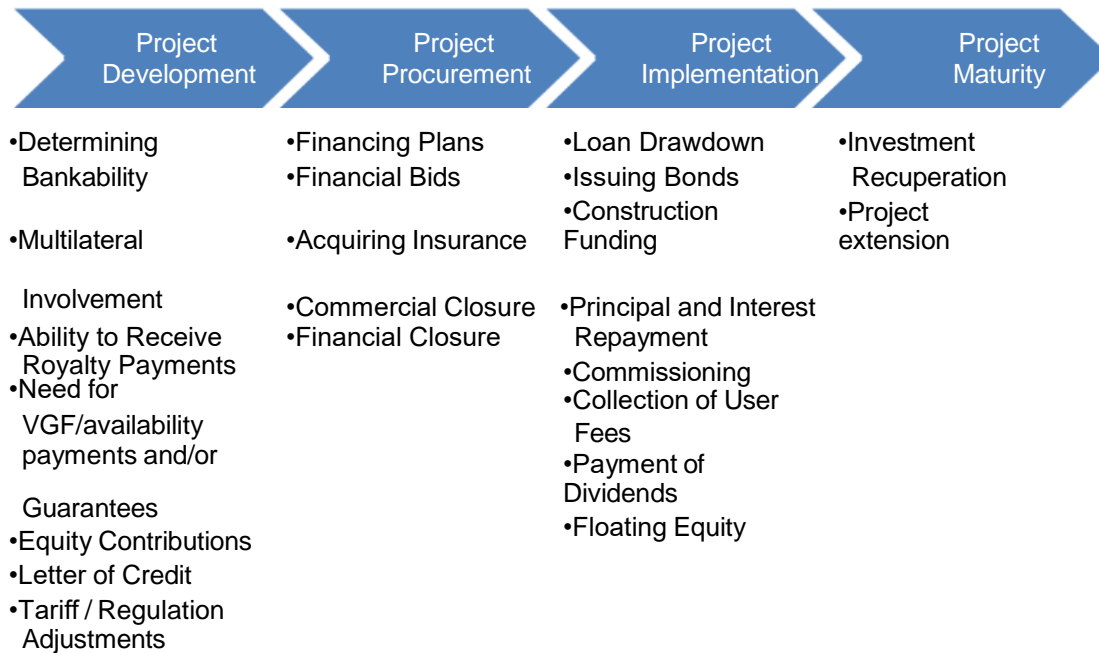 Project
Development
Project
Procurement
Project
Implementation
Project
Maturity
•Determining
Bankability
•Multilateral
Involvement
•Ability to Receive
Royalty Payments
•Need for
VGF/availability
payments and/or
Guarantees
•Equity Contributions
•Letter of Credit
•Tariff / Regulation
Adjustments
•Financing Plans
•Financial Bids
•Acquiring Insurance
•Commercial Closure
•Financial Closure
•Loan Drawdown
•Issuing Bonds
•Construction
Funding
•Principal and Interest
Repayment
•Commissioning
•Collection of User
Fees
•Payment of
Dividends
•Floating Equity
•Investment
Recuperation
•Project
extension